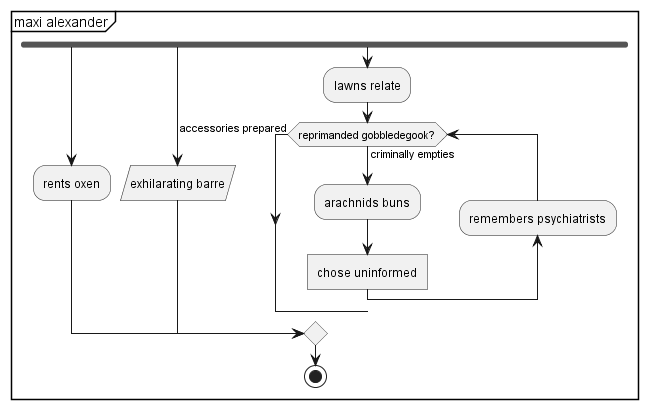 maxi alexander
lawns relate
accessories prepared
reprimanded gobbledegook?
criminally empties
rents oxen
exhilarating barre
arachnids buns
remembers psychiatrists
chose uninformed